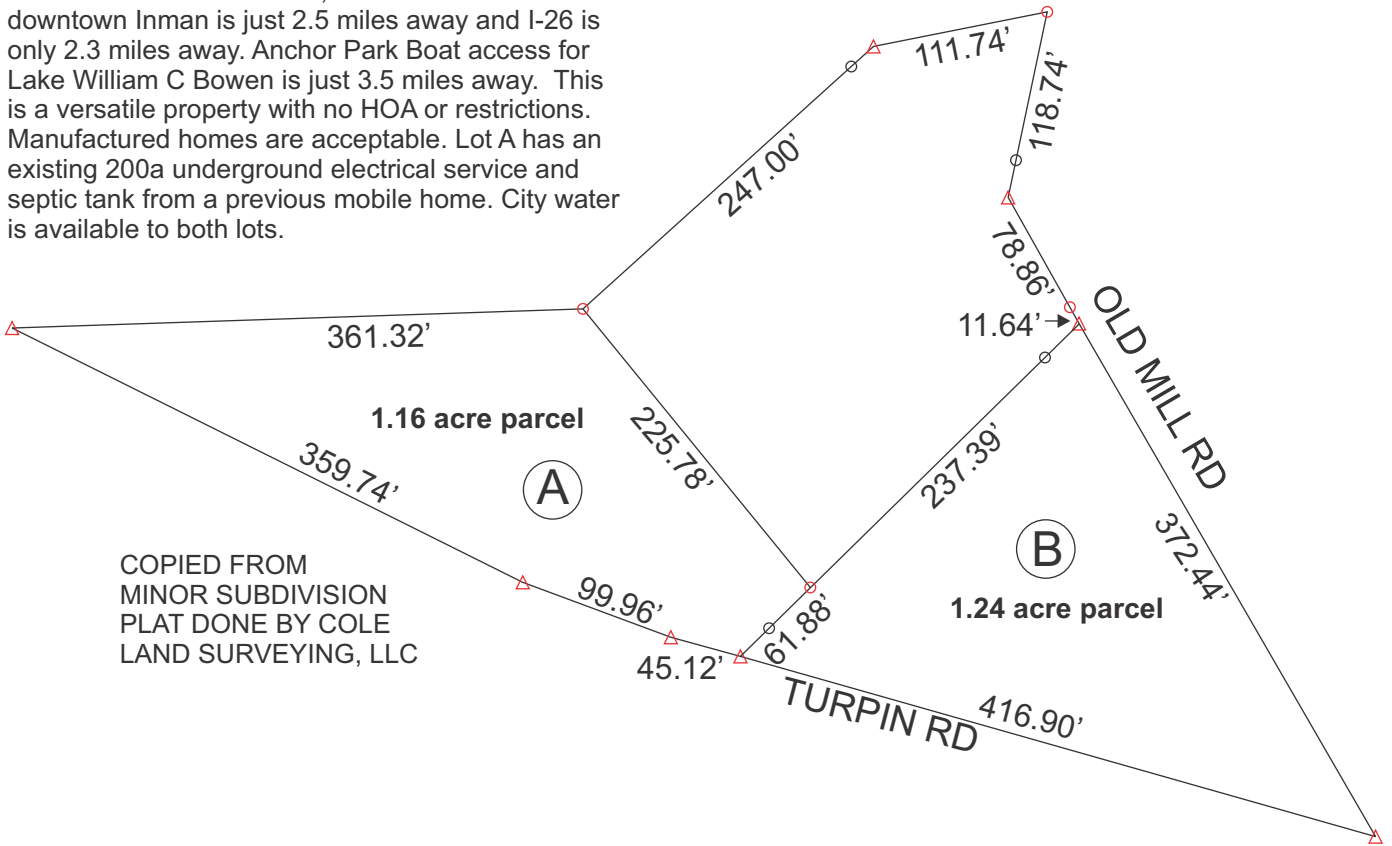 downtown Inman is just 2.5 miles away and I-26 is
only 2.3 miles away. Anchor Park Boat access for
Lake William C Bowen is just 3.5 miles away. This
is a versatile property with no HOA or restrictions.
Manufactured homes are acceptable. Lot A has an
existing 200a underground electrical service and
septic tank from a previous mobile home. City water
is available to both lots.
111.74’
118.74’
247.00’
78.86’
11.64’
OLD MILL RD
361.32’
1.16 acre parcel
225.78’
359.74’
A
237.39’
B
372.44’
1.24 acre parcel
COPIED FROM
MINOR SUBDIVISION
PLAT DONE BY COLE
LAND SURVEYING, LLC
99.96’
61.88’
45.12’
TURPIN RD
416.90’